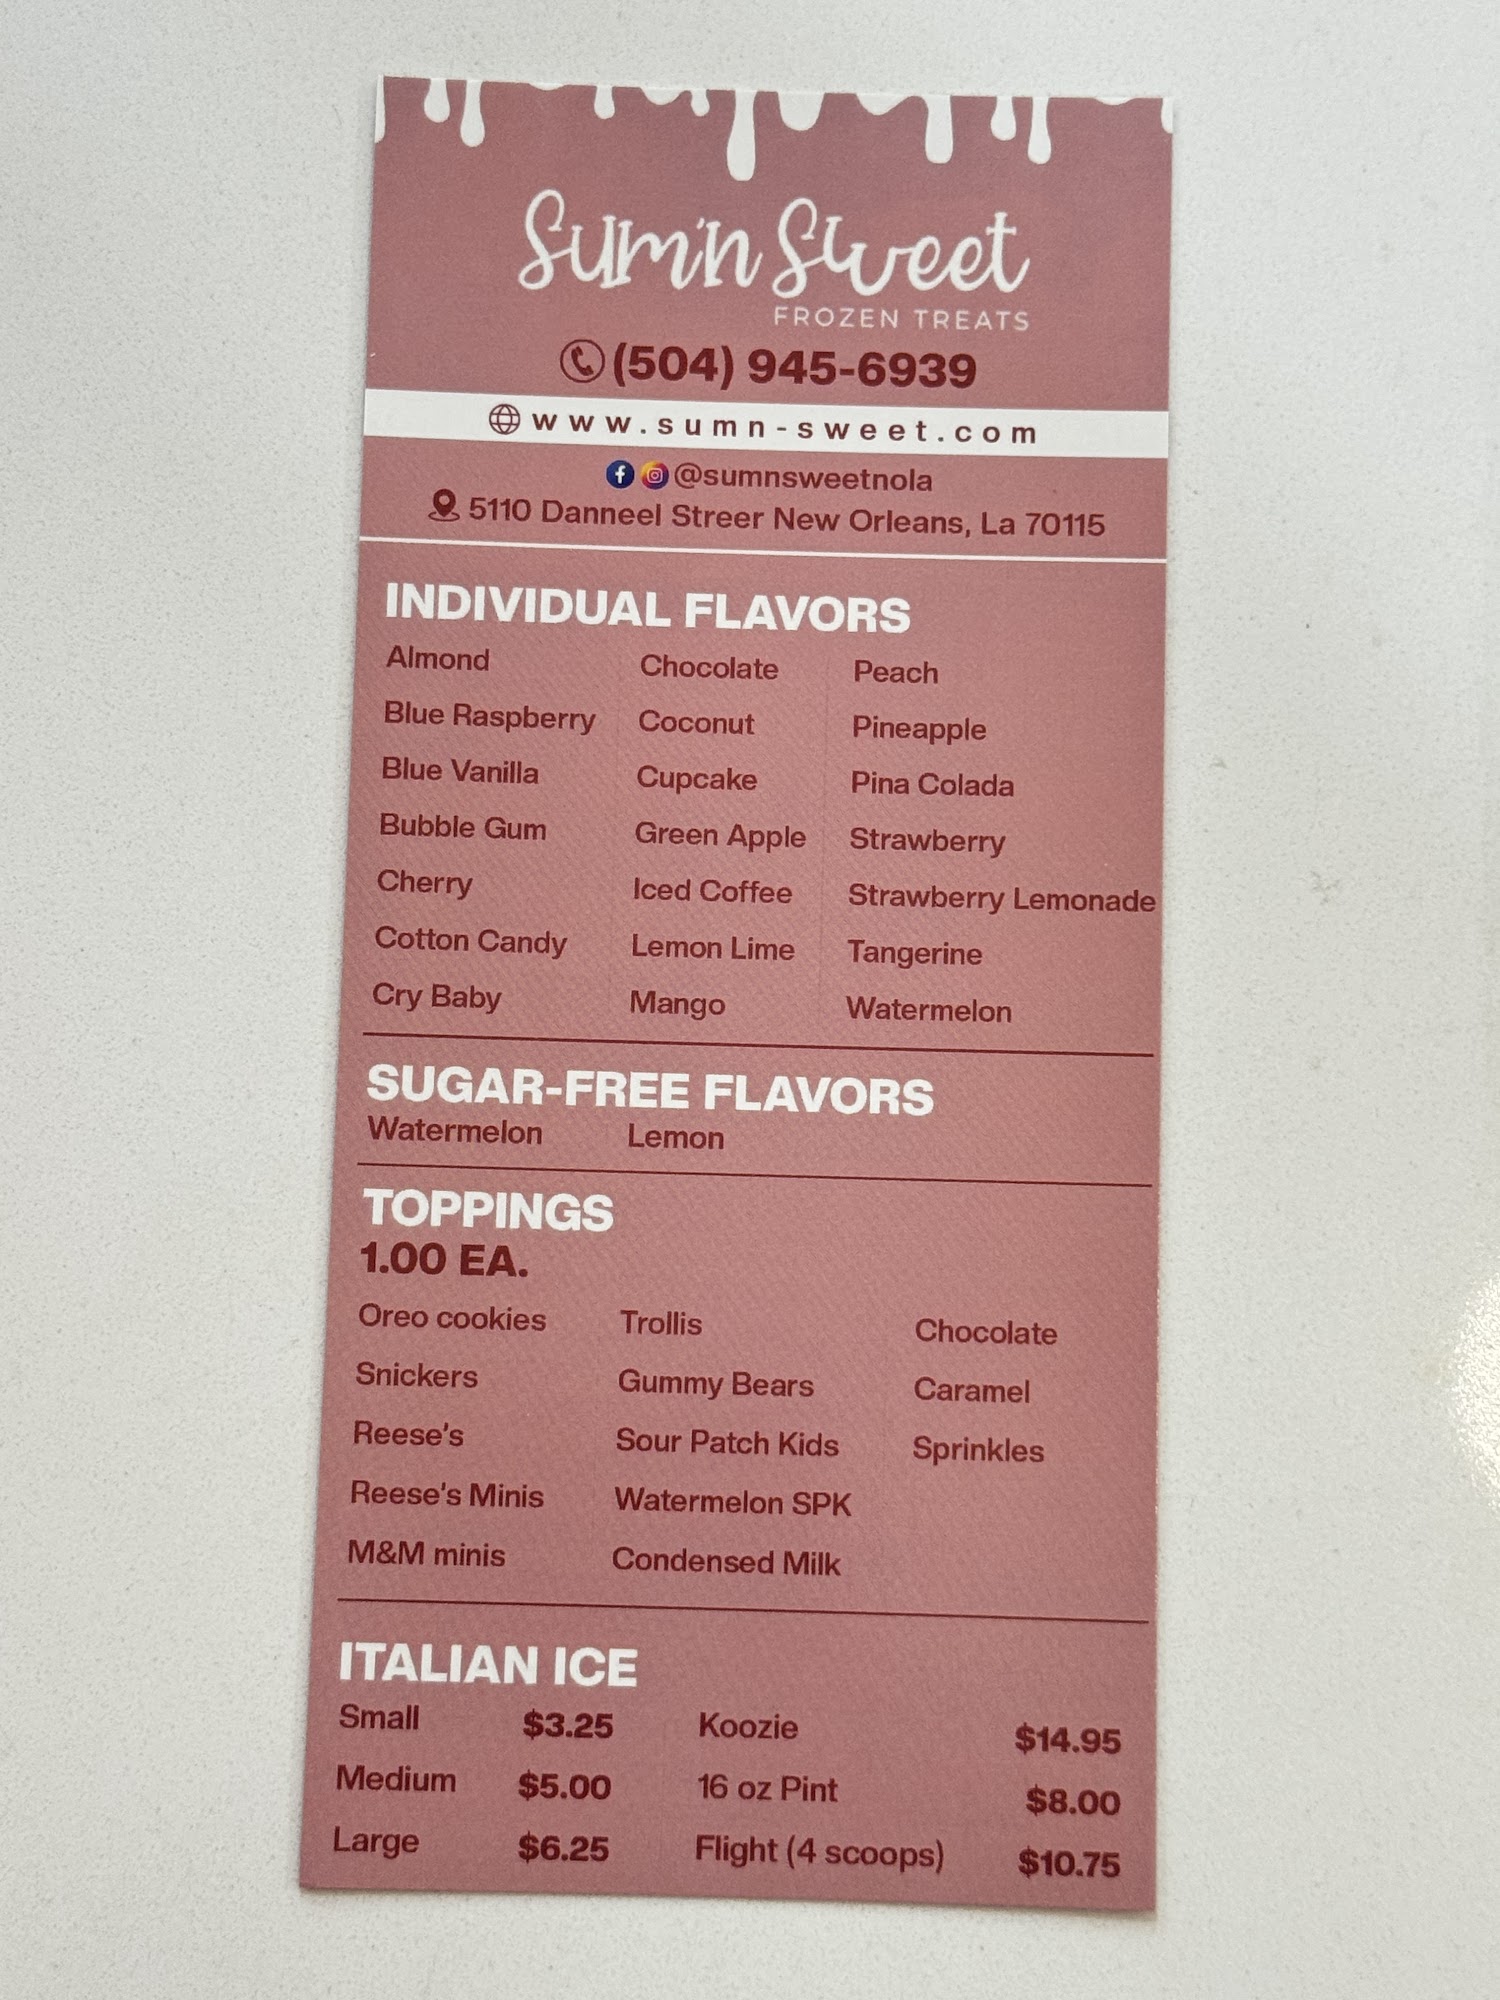 Sum'n Sweet
FROZEN TREATS
(504) 945-6939
www.sumn-sweet.com
@sumnsweetnola
5110 Danneel Streer New Orleans, La 70115
INDIVIDUAL FLAVORS
Almond Chocolate Peach
Blue Raspberry Coconut Pineapple
Blue Vanilla Cupcake Pina Colada
Bubble Gum Green Apple Strawberry
Cherry Iced Coffee Strawberry Lemonade
Cotton Candy Lemon Lime Tangerine
Cry Baby Mango Watermelon
SUGAR-FREE FLAVORS
Watermelon Lemon
TOPPINGS
1.00 EA.
Oreo cookies Trollis Chocolate
Snickers Gummy Bears Caramel
Reese's Sour Patch Kids Sprinkles
Reese's Minis Watermelon SPK
M&M minis Condensed Milk
ITALIAN ICE
Small $3.25 Koozie $14.95
Medium $5.00 16 oz Pint $8.00
Large $6.25 Flight (4 scoops) $10.75